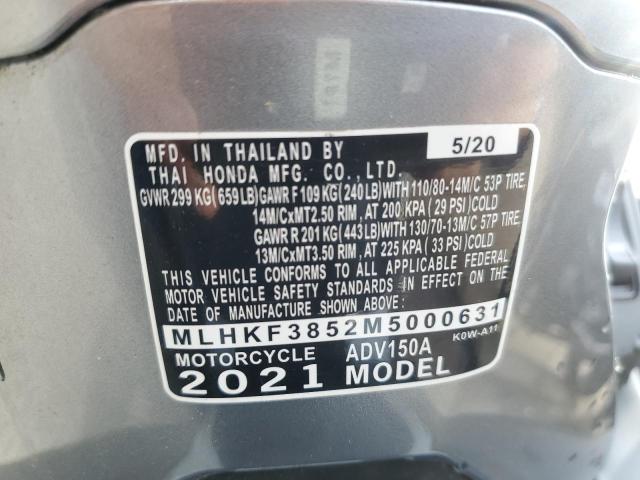 MFD. IN THAILAND BY 5/20
THAI HONDA MFG. CO., LTD.
GVWR 299 KG(659 LB)GAWR F 109 KG(240 LB)WITH 110/80-14M/C 53P TIRE,
14M/CxMT2.50 RIM, AT 200 KPA (29 PSI)COLD
GAWR R 201 KG(443 LB)WITH 130/70-13M/C 57P TIRE,
13M/CxMT3.50 RIM, AT 225 KPA (33 PSI)COLD
THIS VEHICLE CONFORMS TO ALL APPLICABLE FEDERAL
MOTOR VEHICLE SAFETY STANDARDS IN EFFECT ON THE
DATE OF MANUFACTURE SHOWN ABOVE:
MLHKF3852M5000631
K0W-A11
MOTORCYCLE ADV150A
2021 MODEL